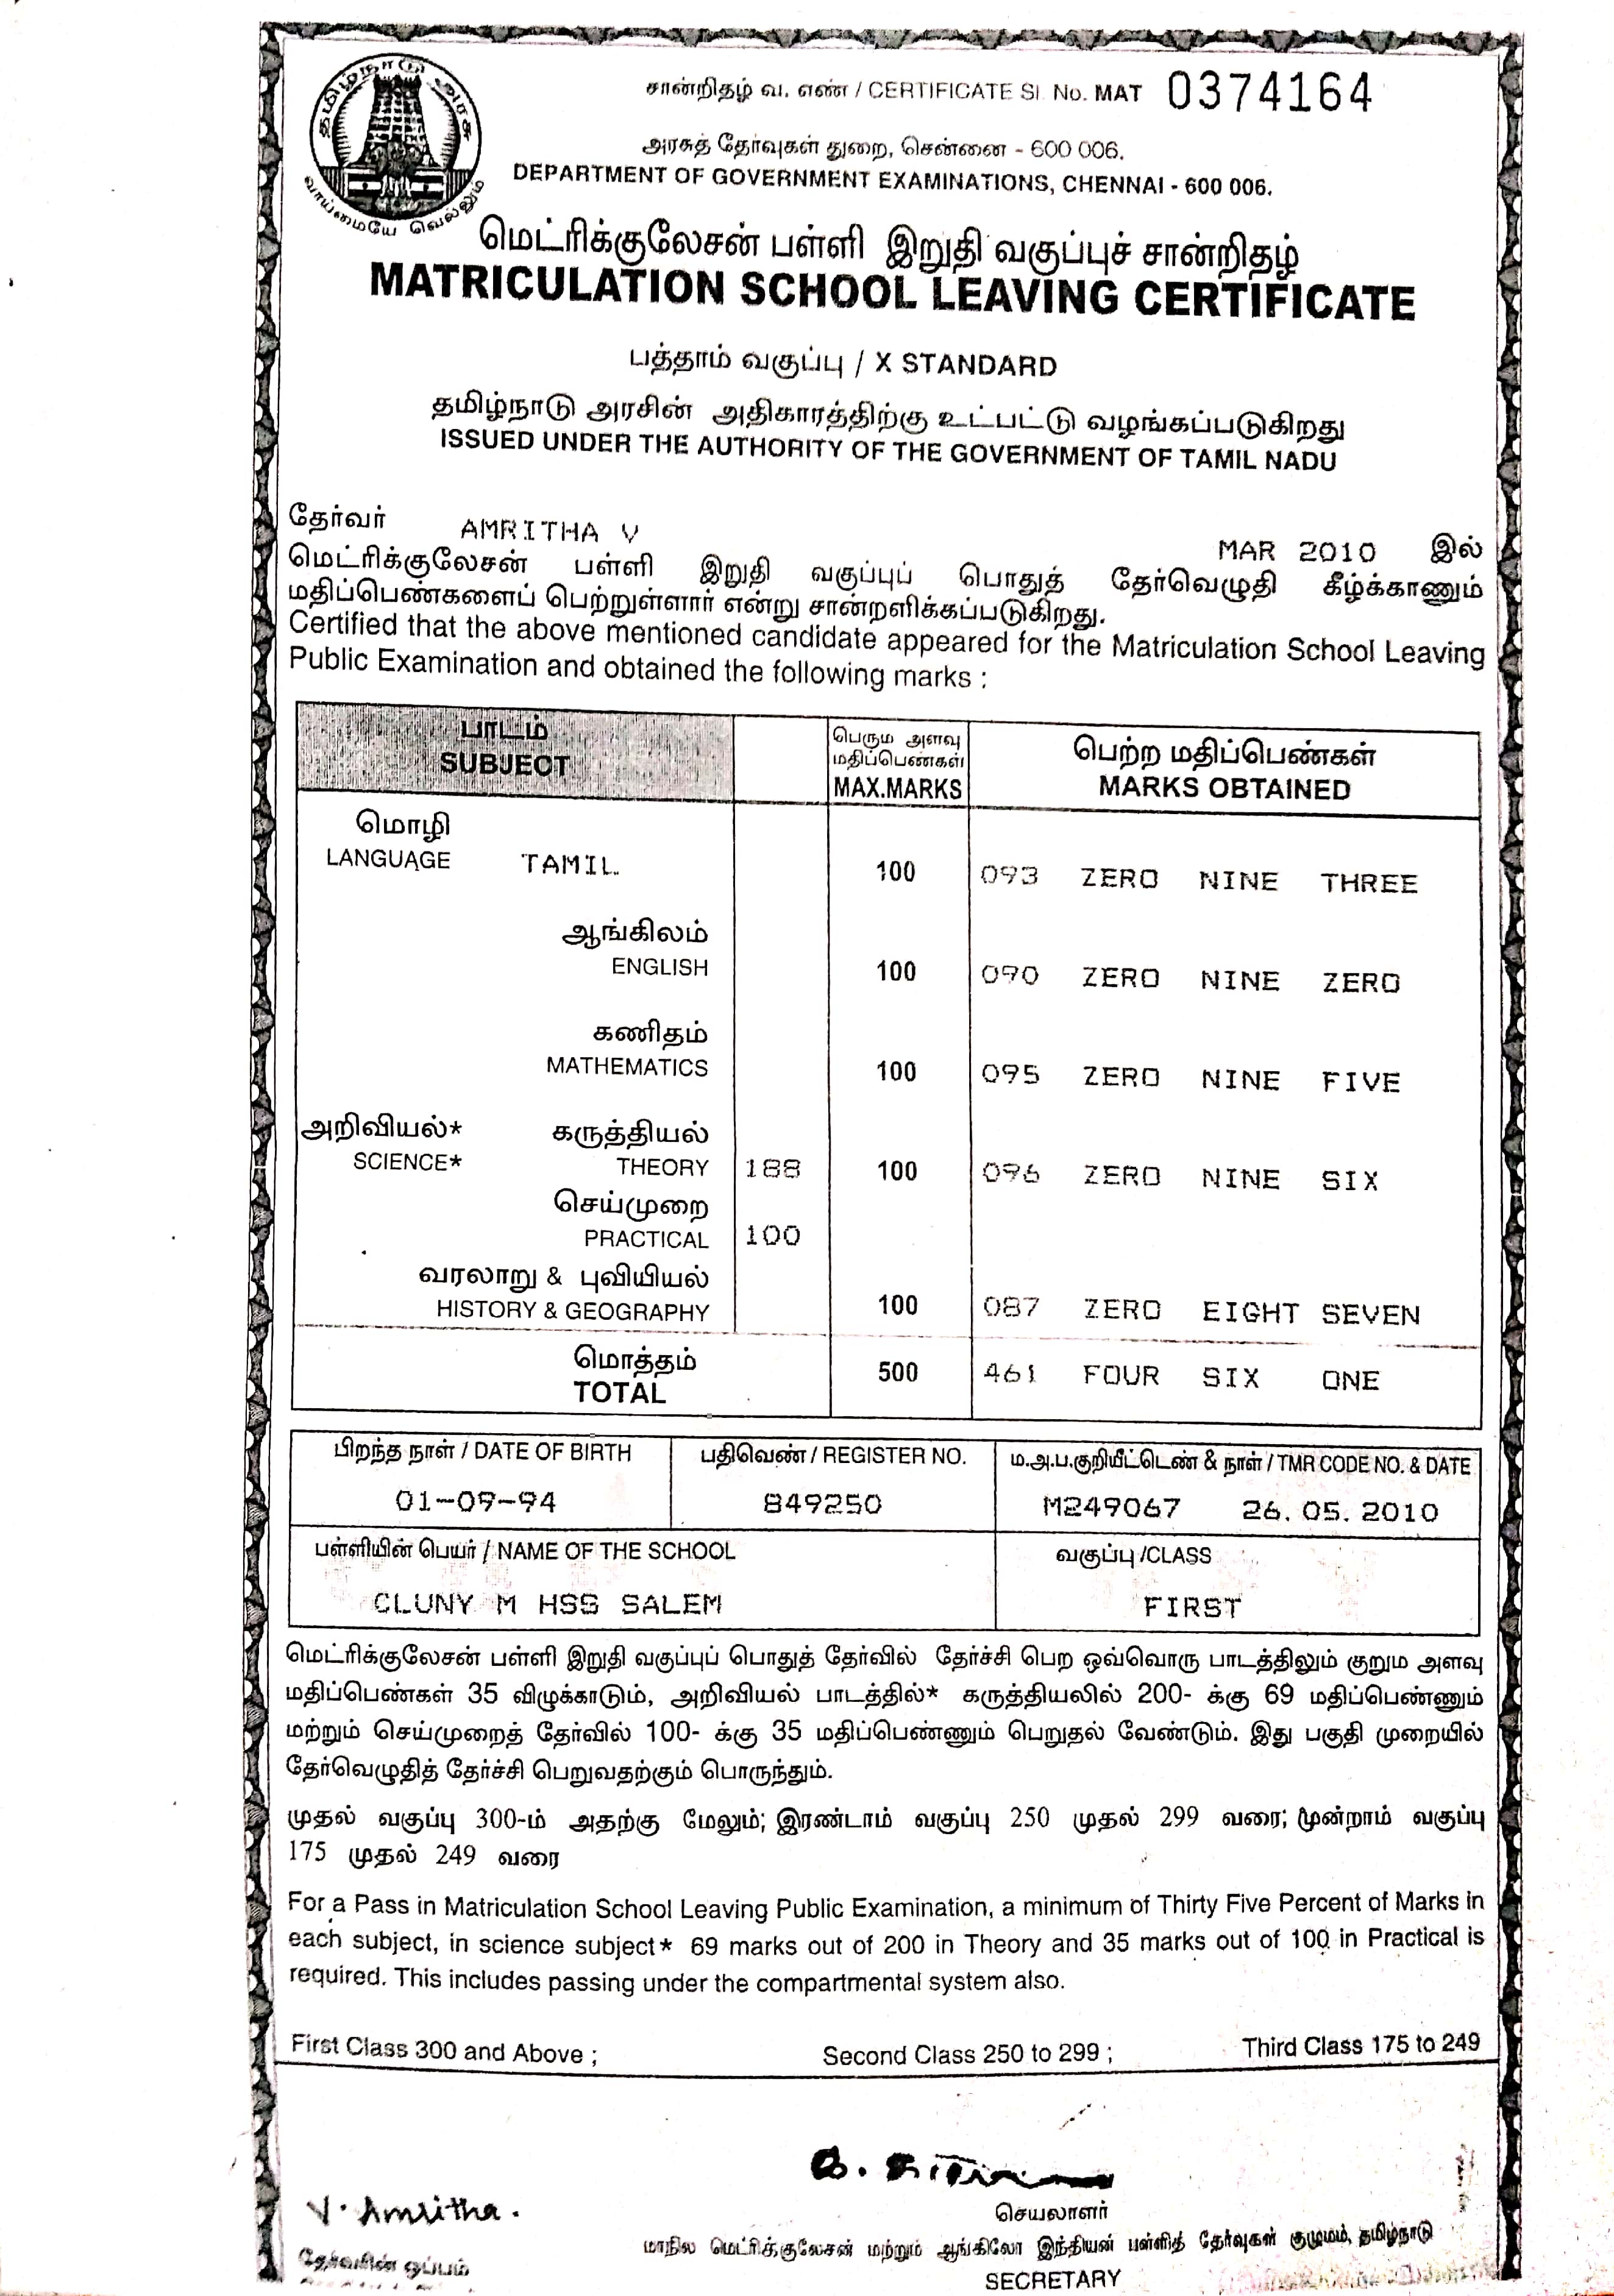 தமிழ்நாடு அரசு
வாய்மையே வெல்லும்
சான்றிதழ் வ. எண் / CERTIFICATE Sl. No. MAT 0374164
அரசுத் தேர்வுகள் துறை, சென்னை - 600 006.
DEPARTMENT OF GOVERNMENT EXAMINATIONS, CHENNAI - 600 006.
மெட்ரிக்குலேசன் பள்ளி இறுதி வகுப்புச் சான்றிதழ்
MATRICULATION SCHOOL LEAVING CERTIFICATE
பத்தாம் வகுப்பு / X STANDARD
தமிழ்நாடு அரசின் அதிகாரத்திற்கு உட்பட்டு வழங்கப்படுகிறது
ISSUED UNDER THE AUTHORITY OF THE GOVERNMENT OF TAMIL NADU
தேர்வர் AMRITHA V MAR 2010 இல்
மெட்ரிக்குலேசன் பள்ளி இறுதி வகுப்புப் பொதுத் தேர்வெழுதி கீழ்க்காணும்
மதிப்பெண்களைப் பெற்றுள்ளார் என்று சான்றளிக்கப்படுகிறது.
Certified that the above mentioned candidate appeared for the Matriculation School Leaving
Public Examination and obtained the following marks :
பாடம் பெரும அளவு மதிப்பெண்கள் பெற்ற மதிப்பெண்கள்
SUBJECT MAX.MARKS MARKS OBTAINED
மொழி
LANGUAGE TAMIL 100 093 ZERO NINE THREE
ஆங்கிலம்
ENGLISH 100 090 ZERO NINE ZERO
கணிதம்
MATHEMATICS 100 095 ZERO NINE FIVE
அறிவியல்* கருத்தியல்
SCIENCE* THEORY 188 100 096 ZERO NINE SIX
செய்முறை
PRACTICAL 100
வரலாறு & புவியியல்
HISTORY & GEOGRAPHY 100 087 ZERO EIGHT SEVEN
மொத்தம்
TOTAL 500 461 FOUR SIX ONE
பிறந்த நாள் / DATE OF BIRTH பதிவெண் / REGISTER NO. ம.அ.ப.குறியீட்டெண் & நாள் / TMR CODE NO. & DATE
01-09-94 849250 M249067 26.05.2010
பள்ளியின் பெயர் / NAME OF THE SCHOOL வகுப்பு /CLASS
CLUNY M HSS SALEM FIRST
மெட்ரிக்குலேசன் பள்ளி இறுதி வகுப்புப் பொதுத் தேர்வில் தேர்ச்சி பெற ஒவ்வொரு பாடத்திலும் குறும அளவு
மதிப்பெண்கள் 35 விழுக்காடும், அறிவியல் பாடத்தில்* கருத்தியலில் 200- க்கு 69 மதிப்பெண்ணும்
மற்றும் செய்முறைத் தேர்வில் 100- க்கு 35 மதிப்பெண்ணும் பெறுதல் வேண்டும். இது பகுதி முறையில்
தேர்வெழுதித் தேர்ச்சி பெறுவதற்கும் பொருந்தும்.
முதல் வகுப்பு 300-ம் அதற்கு மேலும்; இரண்டாம் வகுப்பு 250 முதல் 299 வரை; மூன்றாம் வகுப்பு
175 முதல் 249 வரை
For a Pass in Matriculation School Leaving Public Examination, a minimum of Thirty Five Percent of Marks in
each subject, in science subject* 69 marks out of 200 in Theory and 35 marks out of 100 in Practical is
required. This includes passing under the compartmental system also.
First Class 300 and Above ; Second Class 250 to 299 ; Third Class 175 to 249
V. Amritha.
செயலாளர்
மாநில மெட்ரிக்குலேசன் மற்றும் ஆங்கிலோ இந்தியன் பள்ளித் தேர்வுகள் குழுமம், தமிழ்நாடு
தேர்வரின் ஒப்பம்
SECRETARY